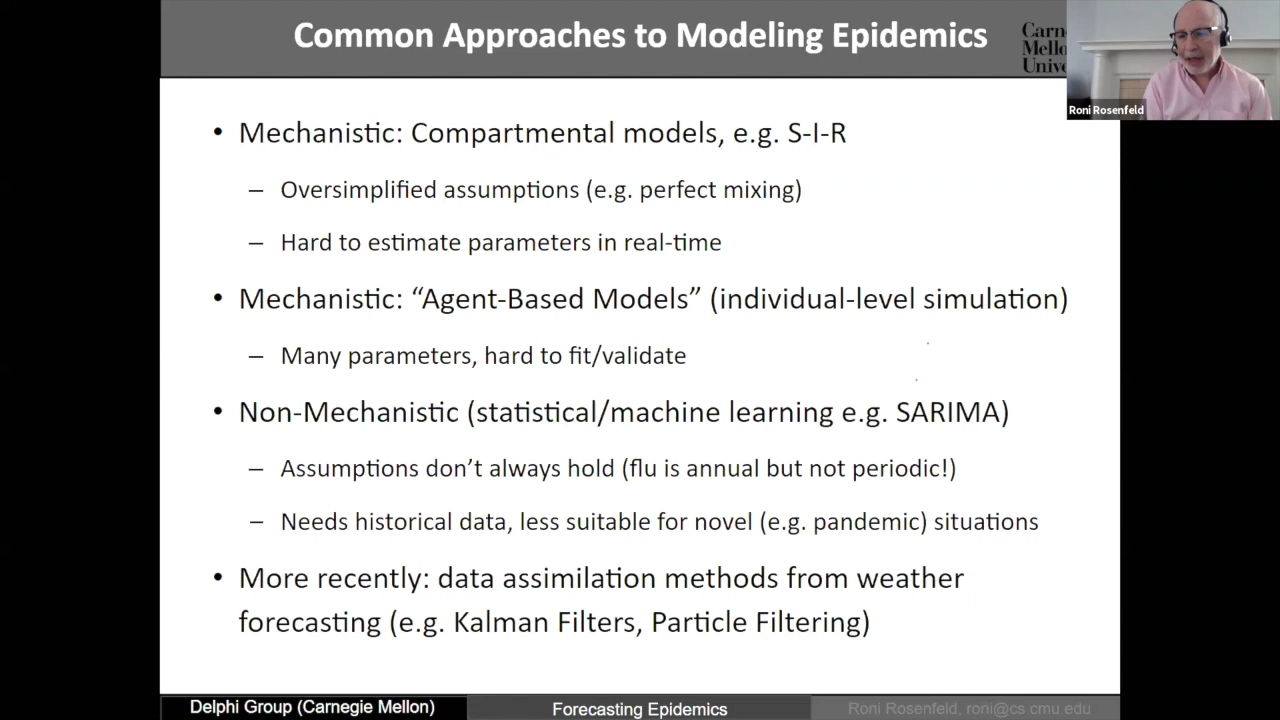 Common Approaches to Modeling Epidemics
Carn
Mello
Unive
Roni Rosenfeld
• Mechanistic: Compartmental models, e.g. S-I-R
– Oversimplified assumptions (e.g. perfect mixing)
– Hard to estimate parameters in real-time
• Mechanistic: “Agent-Based Models” (individual-level simulation)
– Many parameters, hard to fit/validate
• Non-Mechanistic (statistical/machine learning e.g. SARIMA)
– Assumptions don’t always hold (flu is annual but not periodic!)
– Needs historical data, less suitable for novel (e.g. pandemic) situations
• More recently: data assimilation methods from weather
forecasting (e.g. Kalman Filters, Particle Filtering)
Delphi Group (Carnegie Mellon)
Forecasting Epidemics
Roni Rosenfeld, roni@cs.cmu.edu